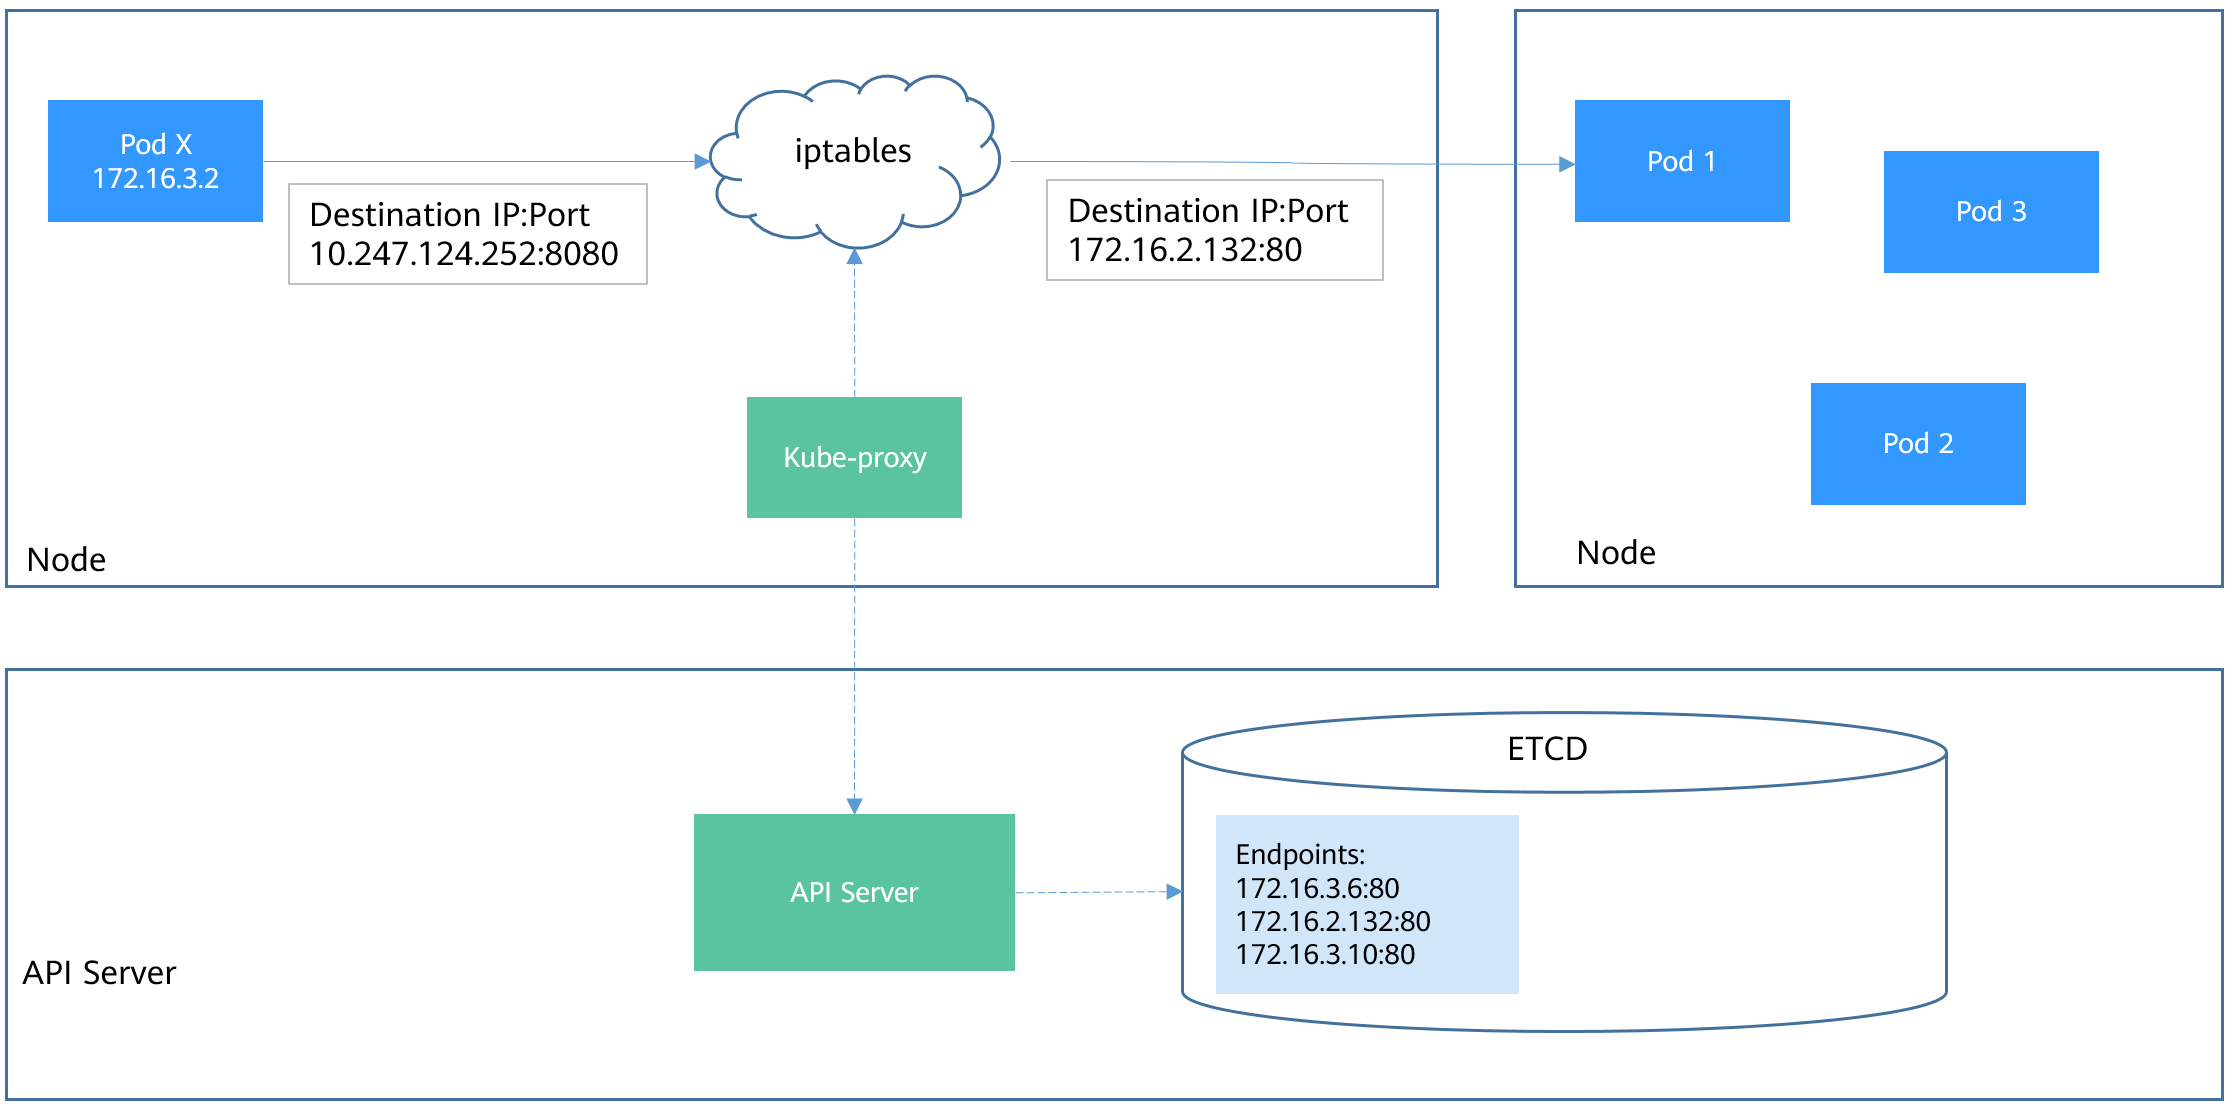 Pod X
172.16.3.2
Destination IP:Port
10.247.124.252:8080
iptables
Destination IP:Port
172.16.2.132:80
Kube-proxy
Node
Pod 1
Pod 3
Pod 2
Node
API Server
API Server
ETCD
Endpoints:
172.16.3.6:80
172.16.2.132:80
172.16.3.10:80